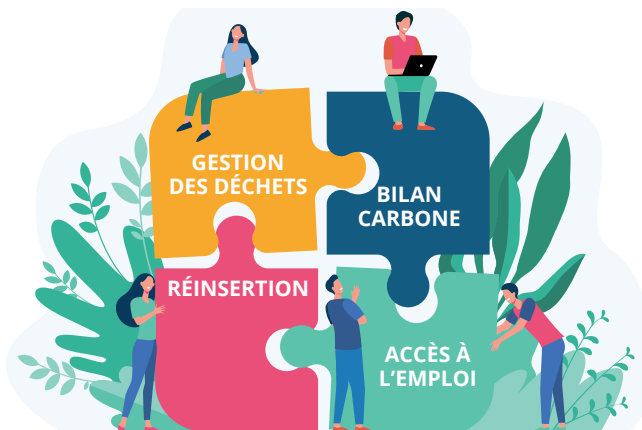 GESTION
DES DÉCHETS
BILAN
CARBONE
RÉINSERTION
ACCÈS À
L'EMPLOI